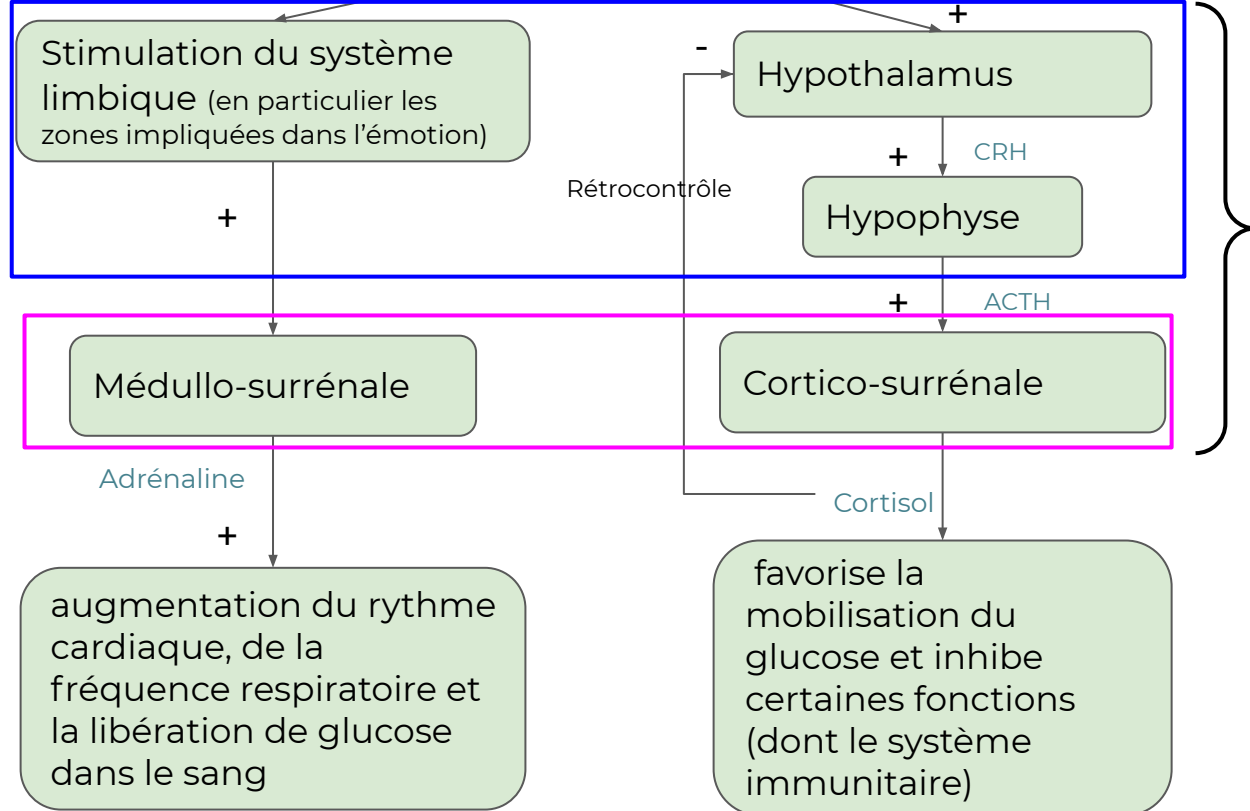 +
Stimulation du système
limbique (en particulier les
zones impliquées dans l’émotion)
-
Hypothalamus
+
CRH
Rétrocontrôle
+
Hypophyse
+
ACTH
Médullo-surrénale
Cortico-surrénale
Adrénaline
Cortisol
+
augmentation du rythme
cardiaque, de la
fréquence respiratoire et
la libération de glucose
dans le sang
favorise la
mobilisation du
glucose et inhibe
certaines fonctions
(dont le système
immunitaire)